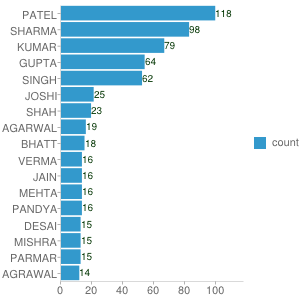 PATEL 118
SHARMA 98
KUMAR 79
GUPTA 64
SINGH 62
JOSHI 25
SHAH 23
AGARWAL 19
BHATT 18
VERMA 16
JAIN 16
MEHTA 16
PANDYA 16
DESAI 15
MISHRA 15
PARMAR 15
AGRAWAL 14
0 20 40 60 80 100
count